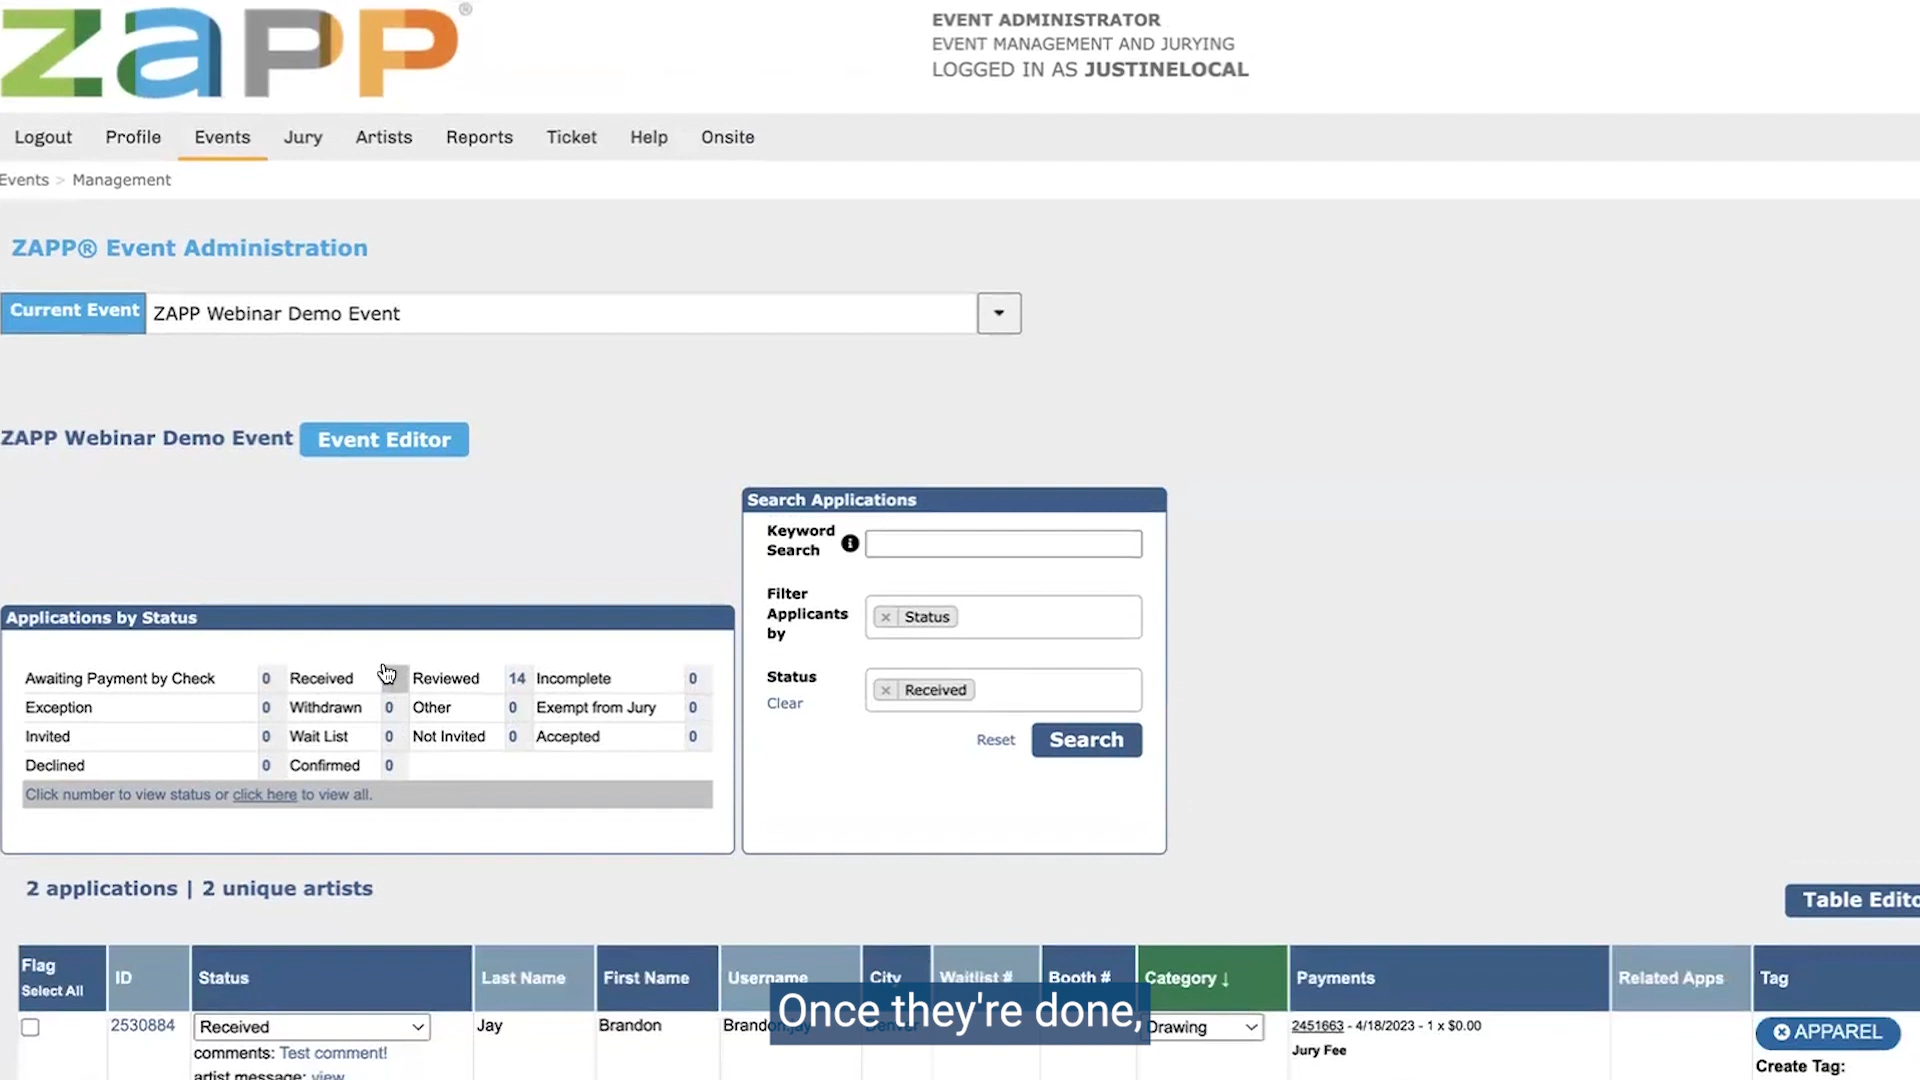 zapp®
EVENT ADMINISTRATOR
EVENT MANAGEMENT AND JURYING
LOGGED IN AS JUSTINELOCAL
Logout Profile Events Jury Artists Reports Ticket Help Onsite
Events > Management
ZAPP® Event Administration
Current Event ZAPP Webinar Demo Event
ZAPP Webinar Demo Event Event Editor
Search Applications
Keyword
Search
Filter
Applicants
by
× Status
Status
Clear
× Received
Reset Search
Applications by Status
Awaiting Payment by Check 0 Received Reviewed 14 Incomplete 0
Exception 0 Withdrawn 0 Other 0 Exempt from Jury 0
Invited 0 Wait List 0 Not Invited 0 Accepted 0
Declined 0 Confirmed 0
Click number to view status or click here to view all.
2 applications | 2 unique artists
Table Edito
Flag
Select All
ID Status Last Name First Name Username City Waitlist # Booth # Category ↓ Payments Related Apps Tag
2530884 Received Jay Brandon Brandon.jay Denver Drawing 2451663 - 4/18/2023 - 1 x $0.00 APPAREL
Jury Fee
comments: Test comment!
Create Tag:
artist message: view
Once they're done,